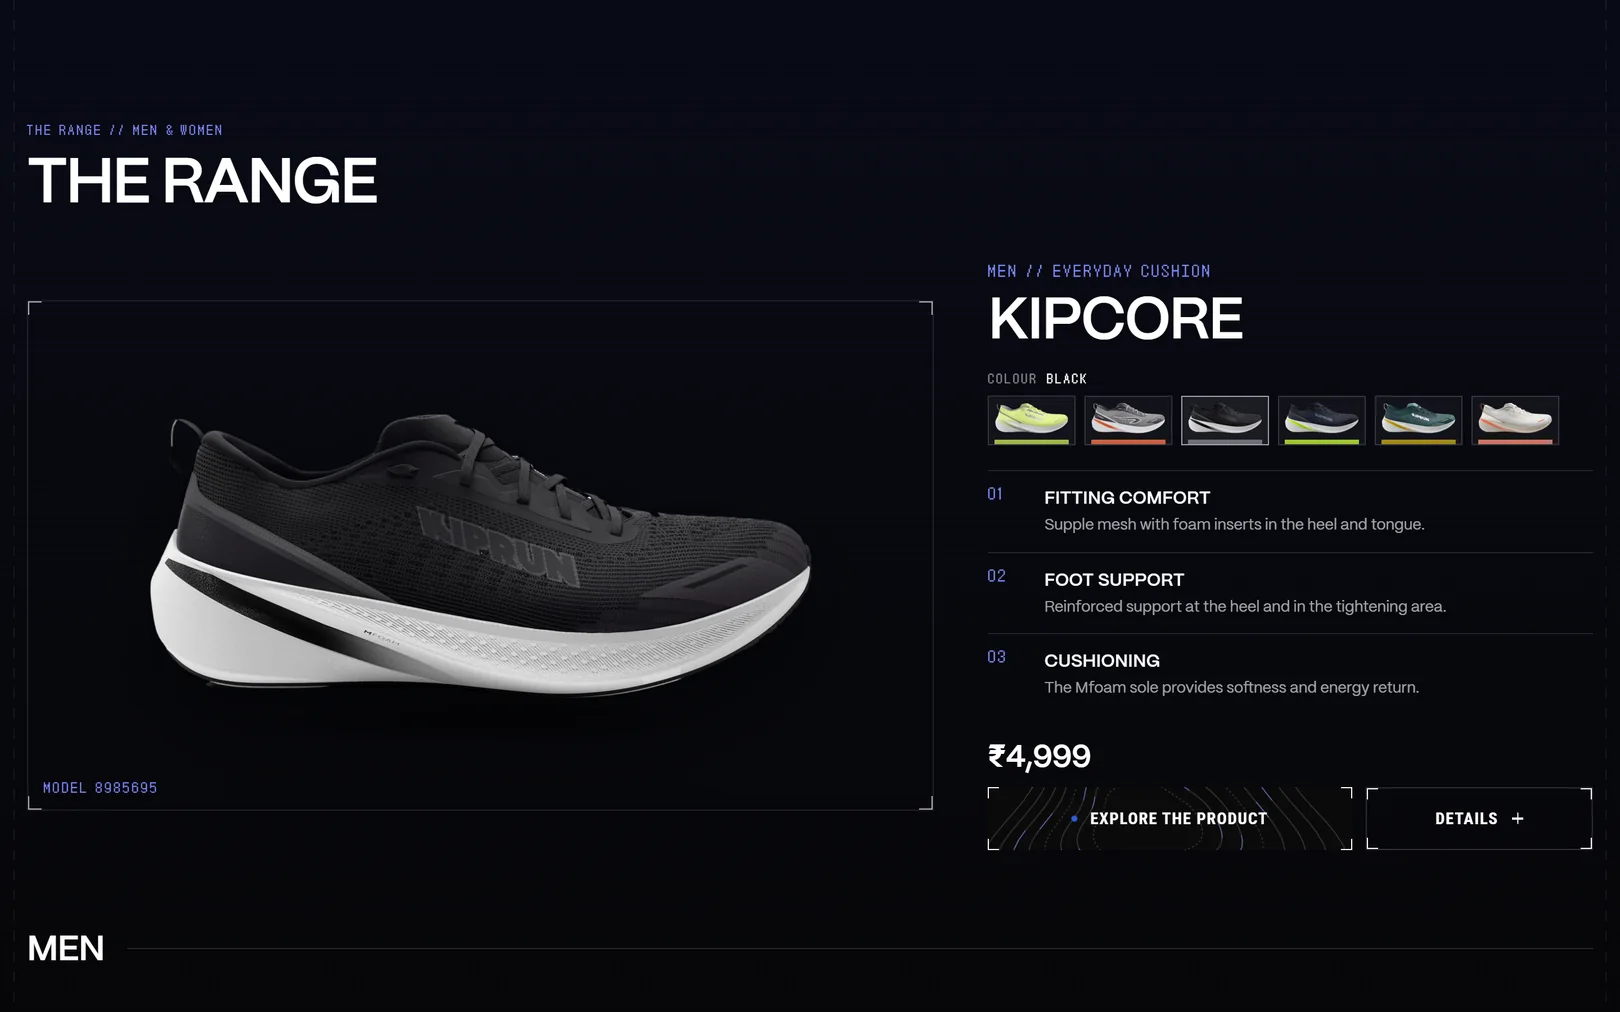 THE RANGE // MEN & WOMEN
THE RANGE
MEN // EVERYDAY CUSHION
KIPCORE
COLOUR BLACK
01 FITTING COMFORT
Supple mesh with foam inserts in the heel and tongue.
02 FOOT SUPPORT
Reinforced support at the heel and in the tightening area.
03 CUSHIONING
The Mfoam sole provides softness and energy return.
₹4,999
EXPLORE THE PRODUCT
DETAILS +
KIPRUN
MFOAM
MODEL 8985695
MEN